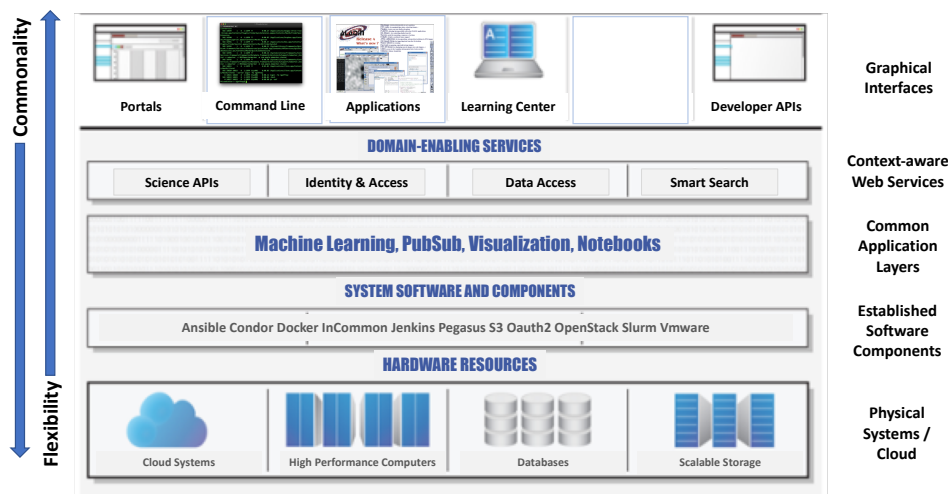 Commonality
Flexibility
Portals
Command Line
Applications
Learning Center
Developer APIs
Graphical
Interfaces
DOMAIN-ENABLING SERVICES
Science APIs
Identity & Access
Data Access
Smart Search
Context-aware
Web Services
Machine Learning, PubSub, Visualization, Notebooks
Common
Application
Layers
SYSTEM SOFTWARE AND COMPONENTS
Ansible Condor Docker InCommon Jenkins Pegasus S3 Oauth2 OpenStack Slurm Vmware
Established
Software
Components
HARDWARE RESOURCES
Cloud Systems
High Performance Computers
Databases
Scalable Storage
Physical
Systems /
Cloud